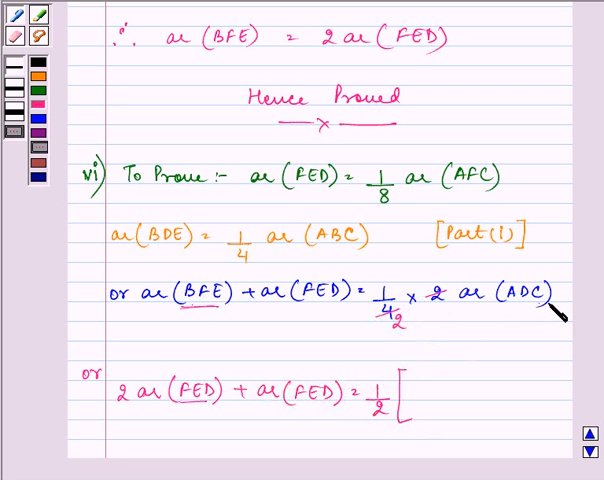 ∴ ar (BFE) = 2 ar (FED)
Hence Proved
— x —
vi) To Prove :- ar (FED) = 1/8 ar (AFC)
ar (BDE) = 1/4 ar (ABC) [Part (i)]
or ar (BFE) + ar (FED) = 1/4 2 × 2 ar (ADC)
or 2 ar (FED) + ar (FED) = 1/2 [